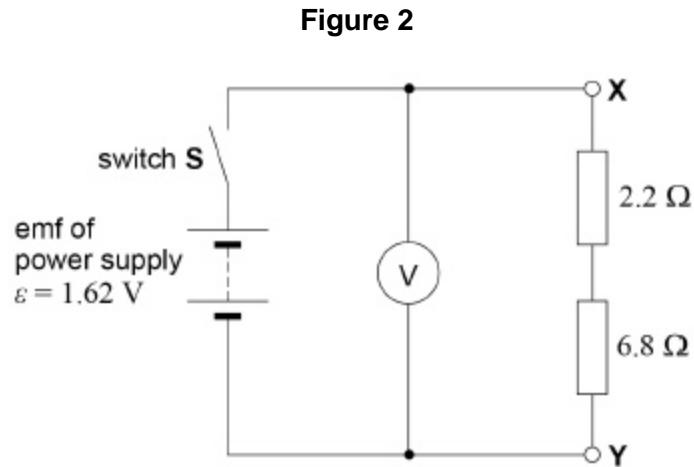 Figure 2
X
switch S
2.2 Ω
emf of
power supply
ε = 1.62 V
V
6.8 Ω
Y